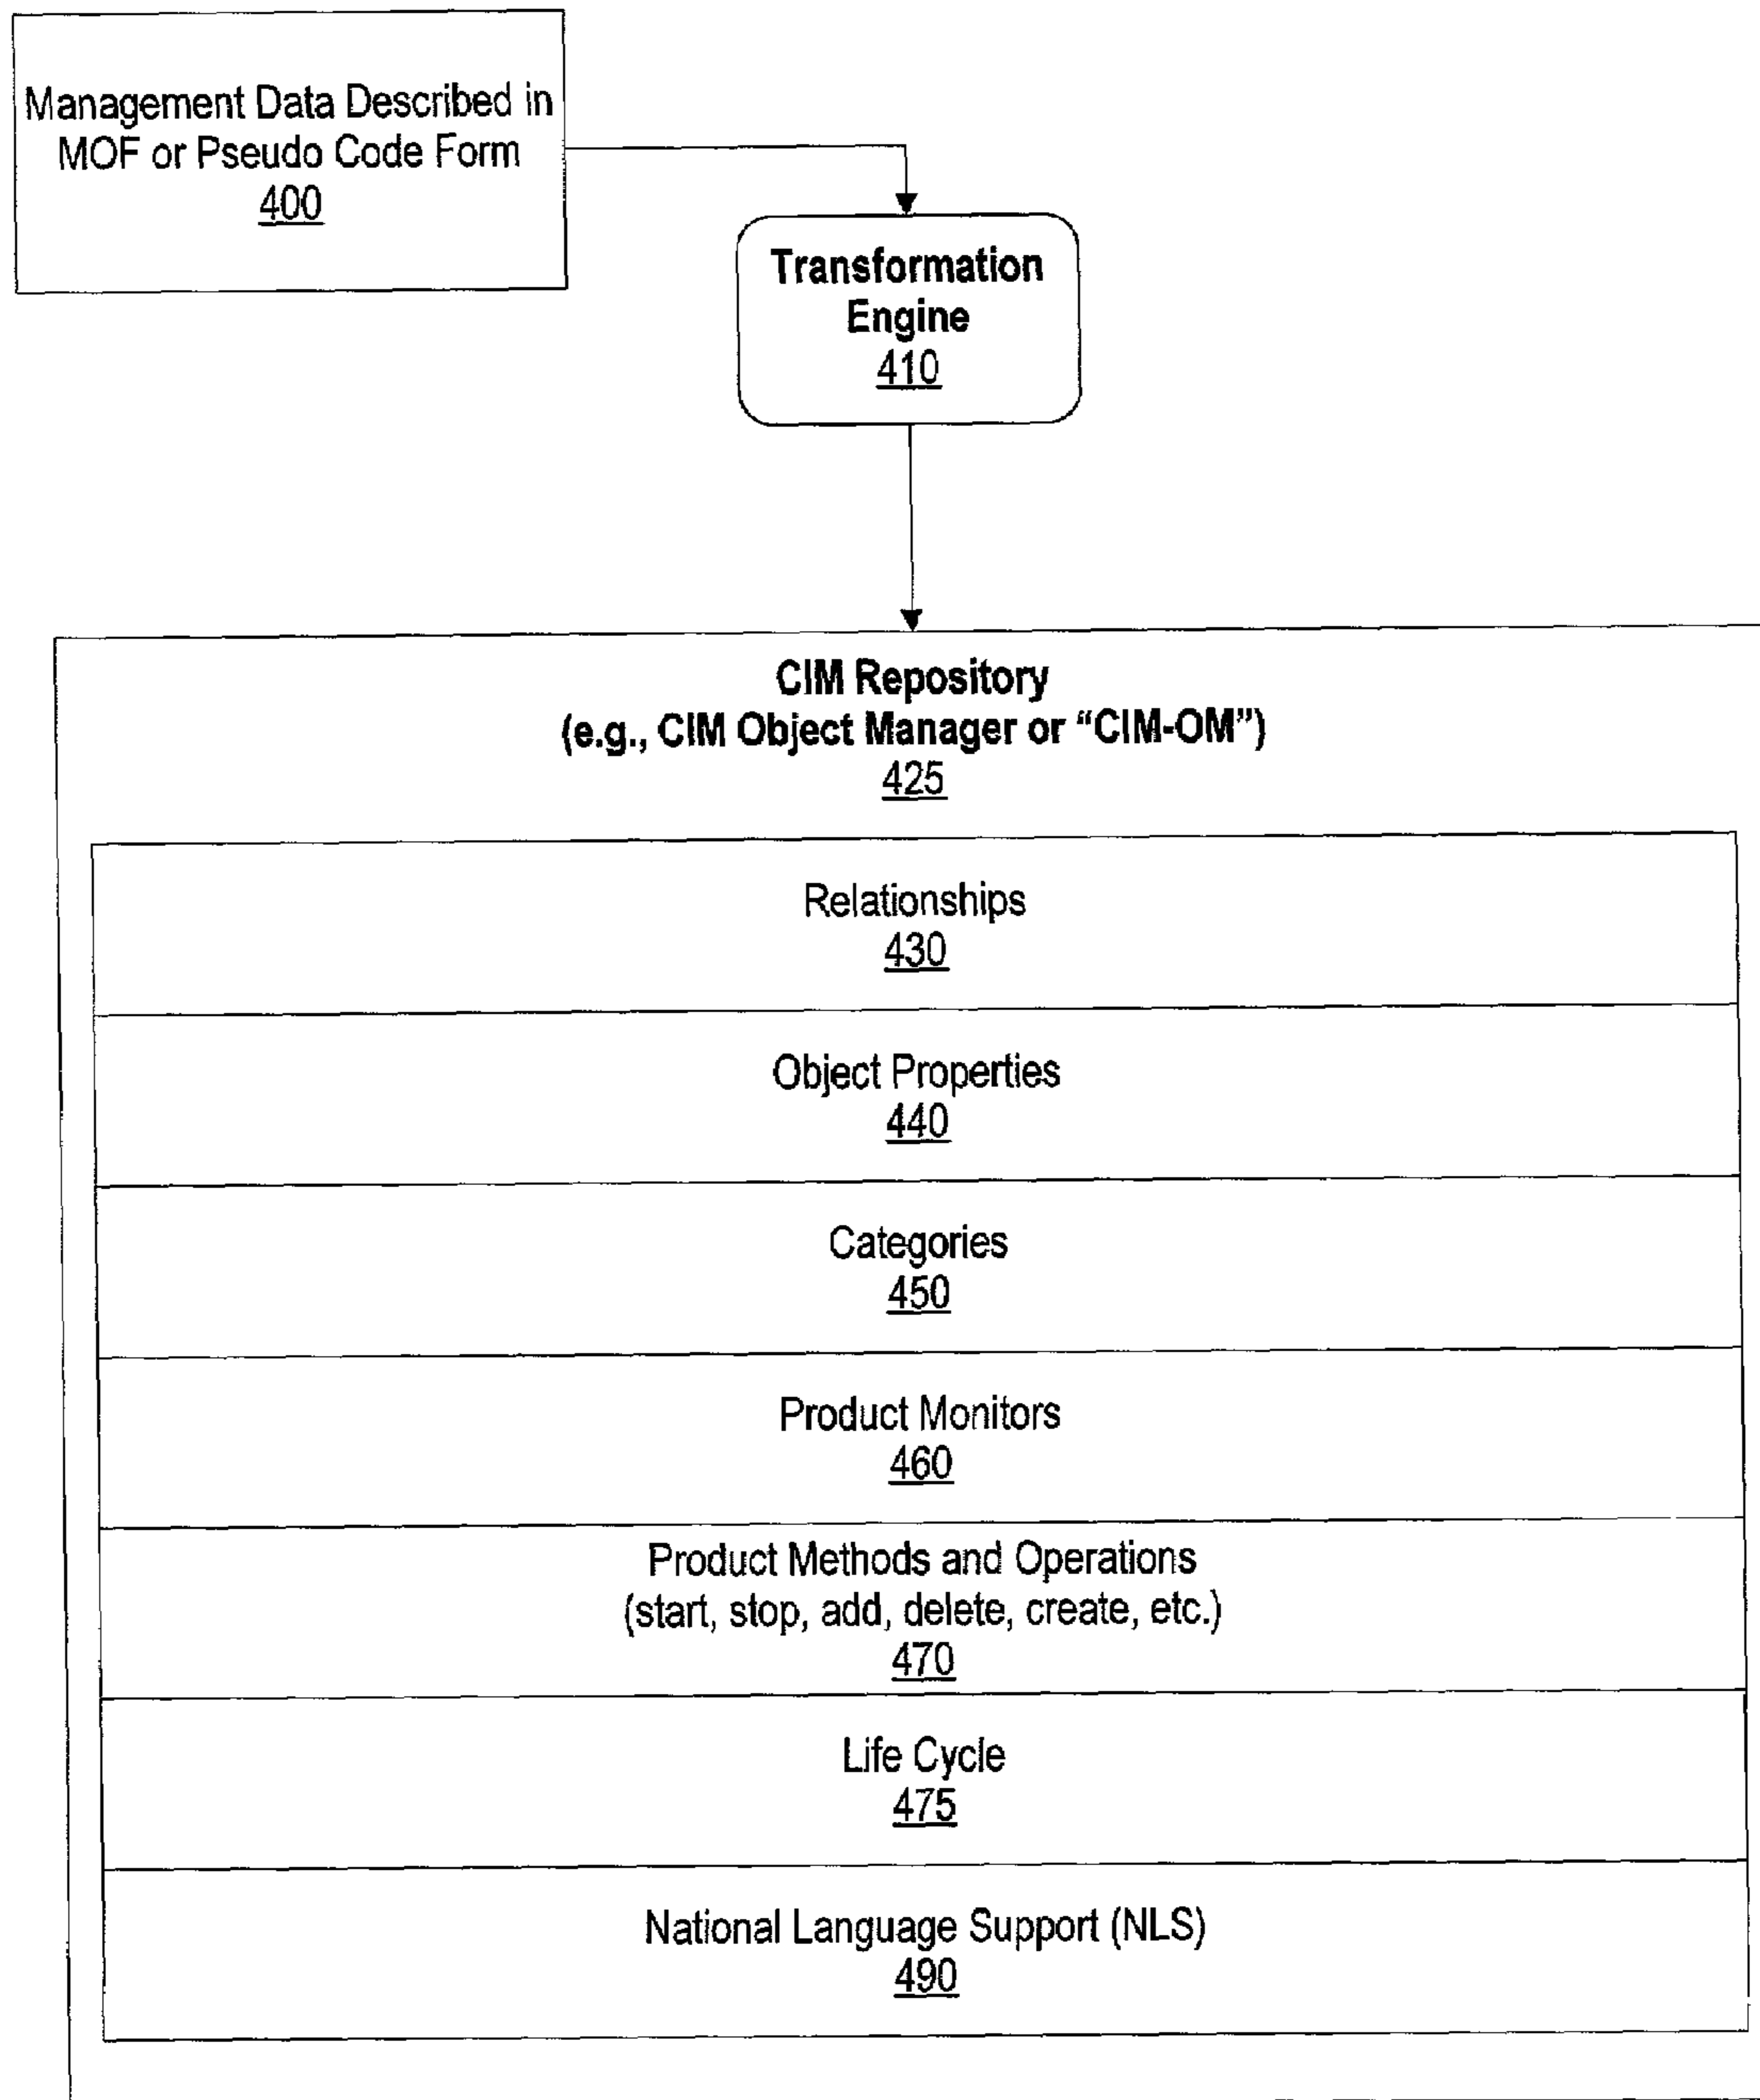 Management Data Described in
MOF or Pseudo Code Form
400
Transformation
Engine
410
CIM Repository
(e.g., CIM Object Manager or “CIM-OM”)
425
Relationships
430
Object Properties
440
Categories
450
Product Monitors
460
Product Methods and Operations
(start, stop, add, delete, create, etc.)
470
Life Cycle
475
National Language Support (NLS)
490